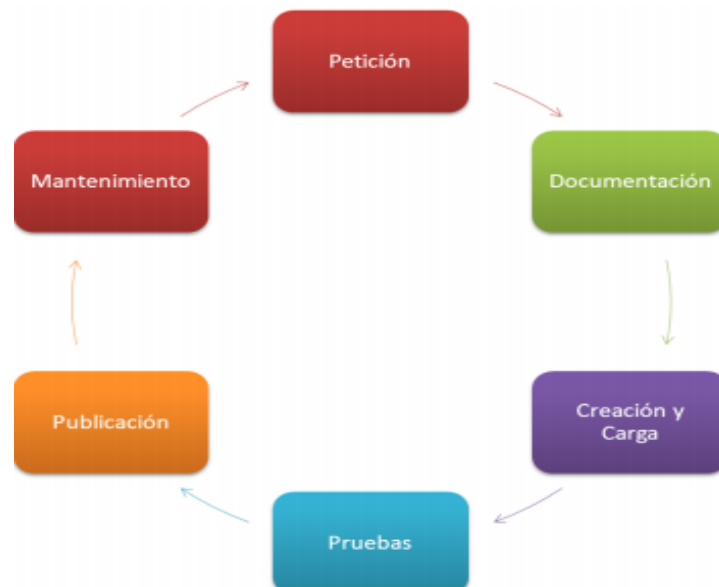 Petición
Documentación
Creación y
Carga
Pruebas
Publicación
Mantenimiento